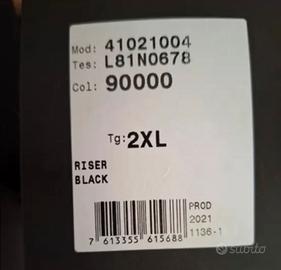 Mod: 41021004
Tes: L81N0678
Col: 90000
Tg: 2XL
RISER
BLACK
PROD
2021
1136-1
7 613355 615688
subito